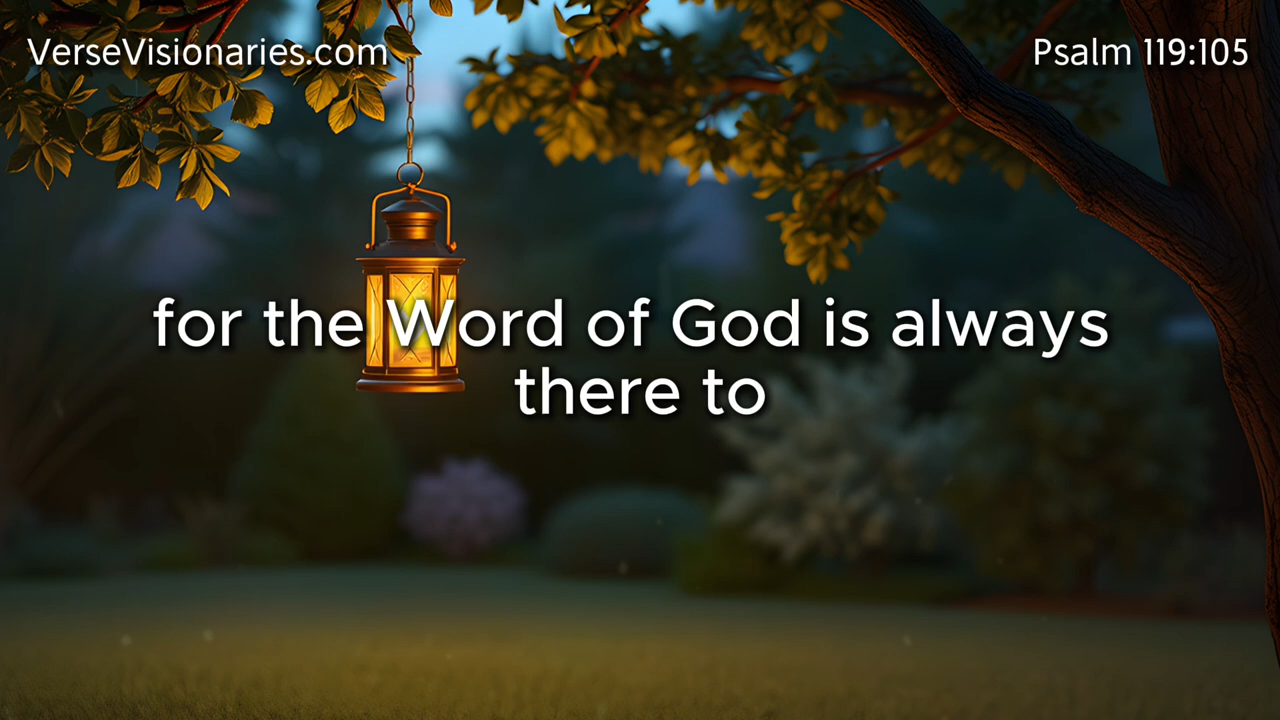 VerseVisionaries.com
Psalm 119:105
for the Word of God is always
there to